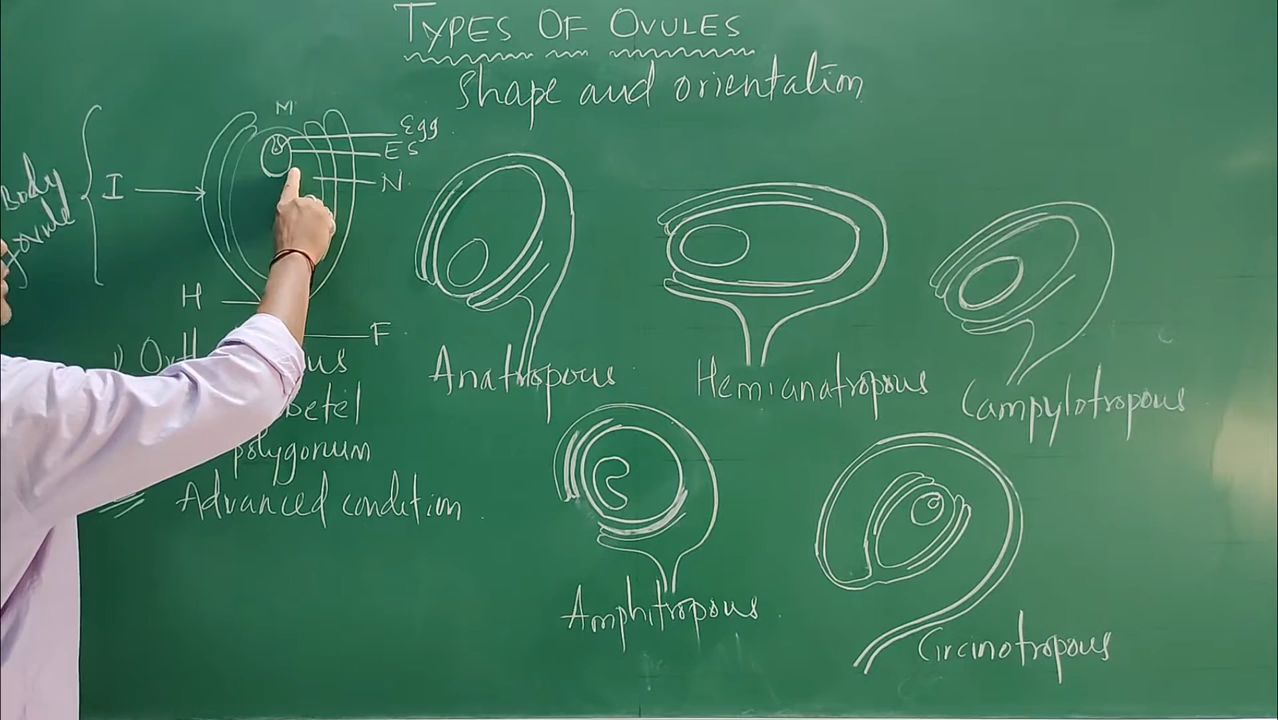 TYPES OF OVULES
Shape and orientation
M
Egg
ES
N
I
Body
ovule
H
F
Anatropous
Hemianatropous
Campylotropous
betel
polygonum
Advanced condition
Amphitropous
Circinotropous